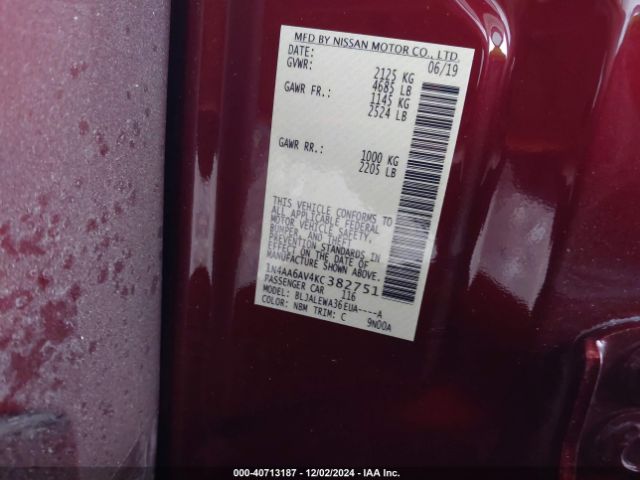 MFD BY NISSAN MOTOR CO., LTD.
DATE: 06/19
GVWR: 2125 KG
4685 LB
GAWR FR.: 1145 KG
2524 LB
GAWR RR.: 1000 KG
2205 LB
THIS VEHICLE CONFORMS TO
ALL APPLICABLE FEDERAL
MOTOR VEHICLE SAFETY,
BUMPER, AND THEFT
PREVENTION STANDARDS IN
EFFECT ON THE DATE OF
MANUFACTURE SHOWN ABOVE.
1N4AA6AV4KC382751
PASSENGER CAR 116
MODEL: BLJALEWA36EUA----A
COLOR: NBM TRIM: C 9N00A
00-40713187 - 12/02/2024 - IAA Inc.